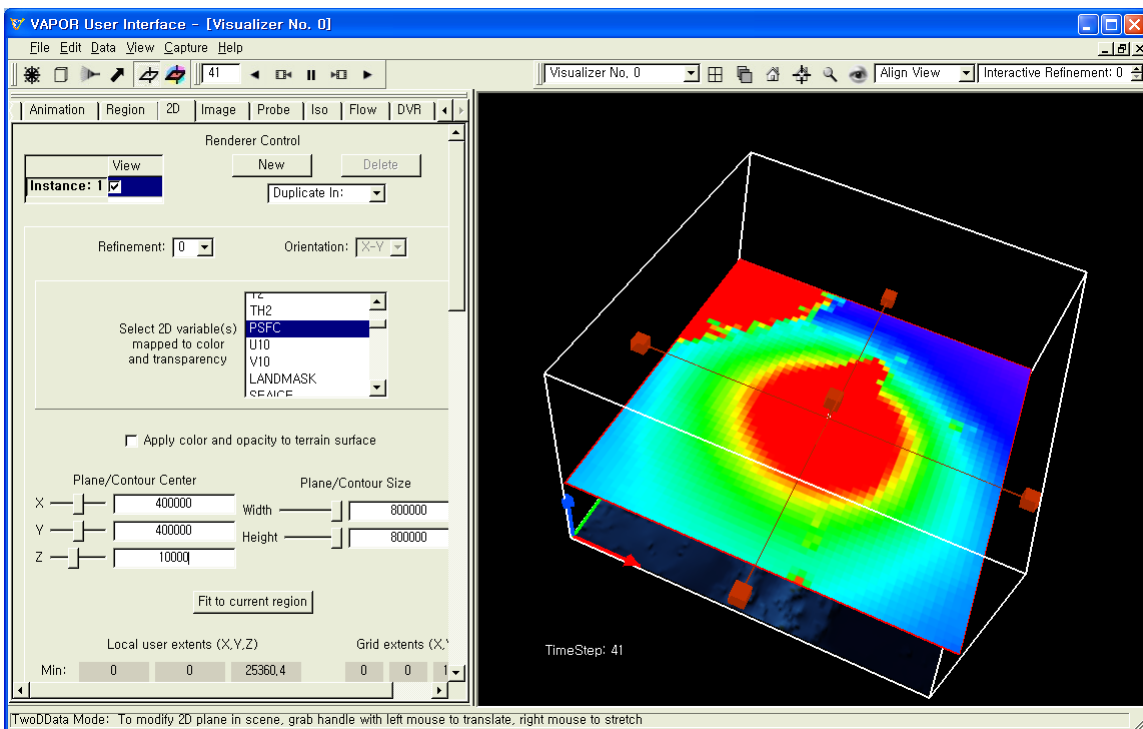 VAPOR User Interface - [Visualizer No. 0]
File Edit Data View Capture Help
41
Visualizer No. 0
Align View
Interactive Refinement: 0
Animation Region 2D Image Probe Iso Flow DVR
Renderer Control
View
New Delete
Instance: 1
Duplicate In:
Refinement: 0 Orientation: X-Y
TH2
Select 2D variable(s)
mapped to color
and transparency
PSFC
U10
V10
LANDMASK
SEAICE
Apply color and opacity to terrain surface
Plane/Contour Center Plane/Contour Size
X 400000 Width 800000
Y 400000 Height 800000
Z 10000
Fit to current region
Local user extents (X,Y,Z) Grid extents (X,Y
Min: 0 0 25360,4 0 0 1
TimeStep: 41
TwoDData Mode: To modify 2D plane in scene, grab handle with left mouse to translate, right mouse to stretch